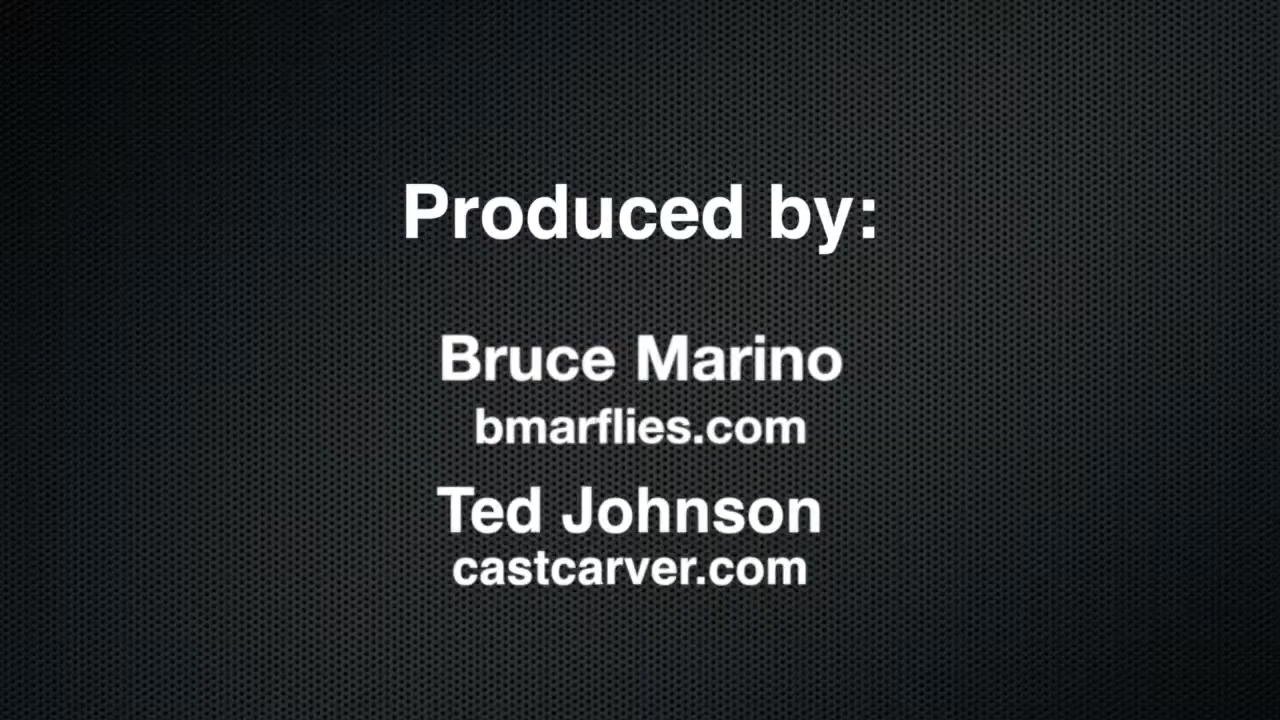 Produced by:
Bruce Marino
bmarflies.com
Ted Johnson
castcarver.com